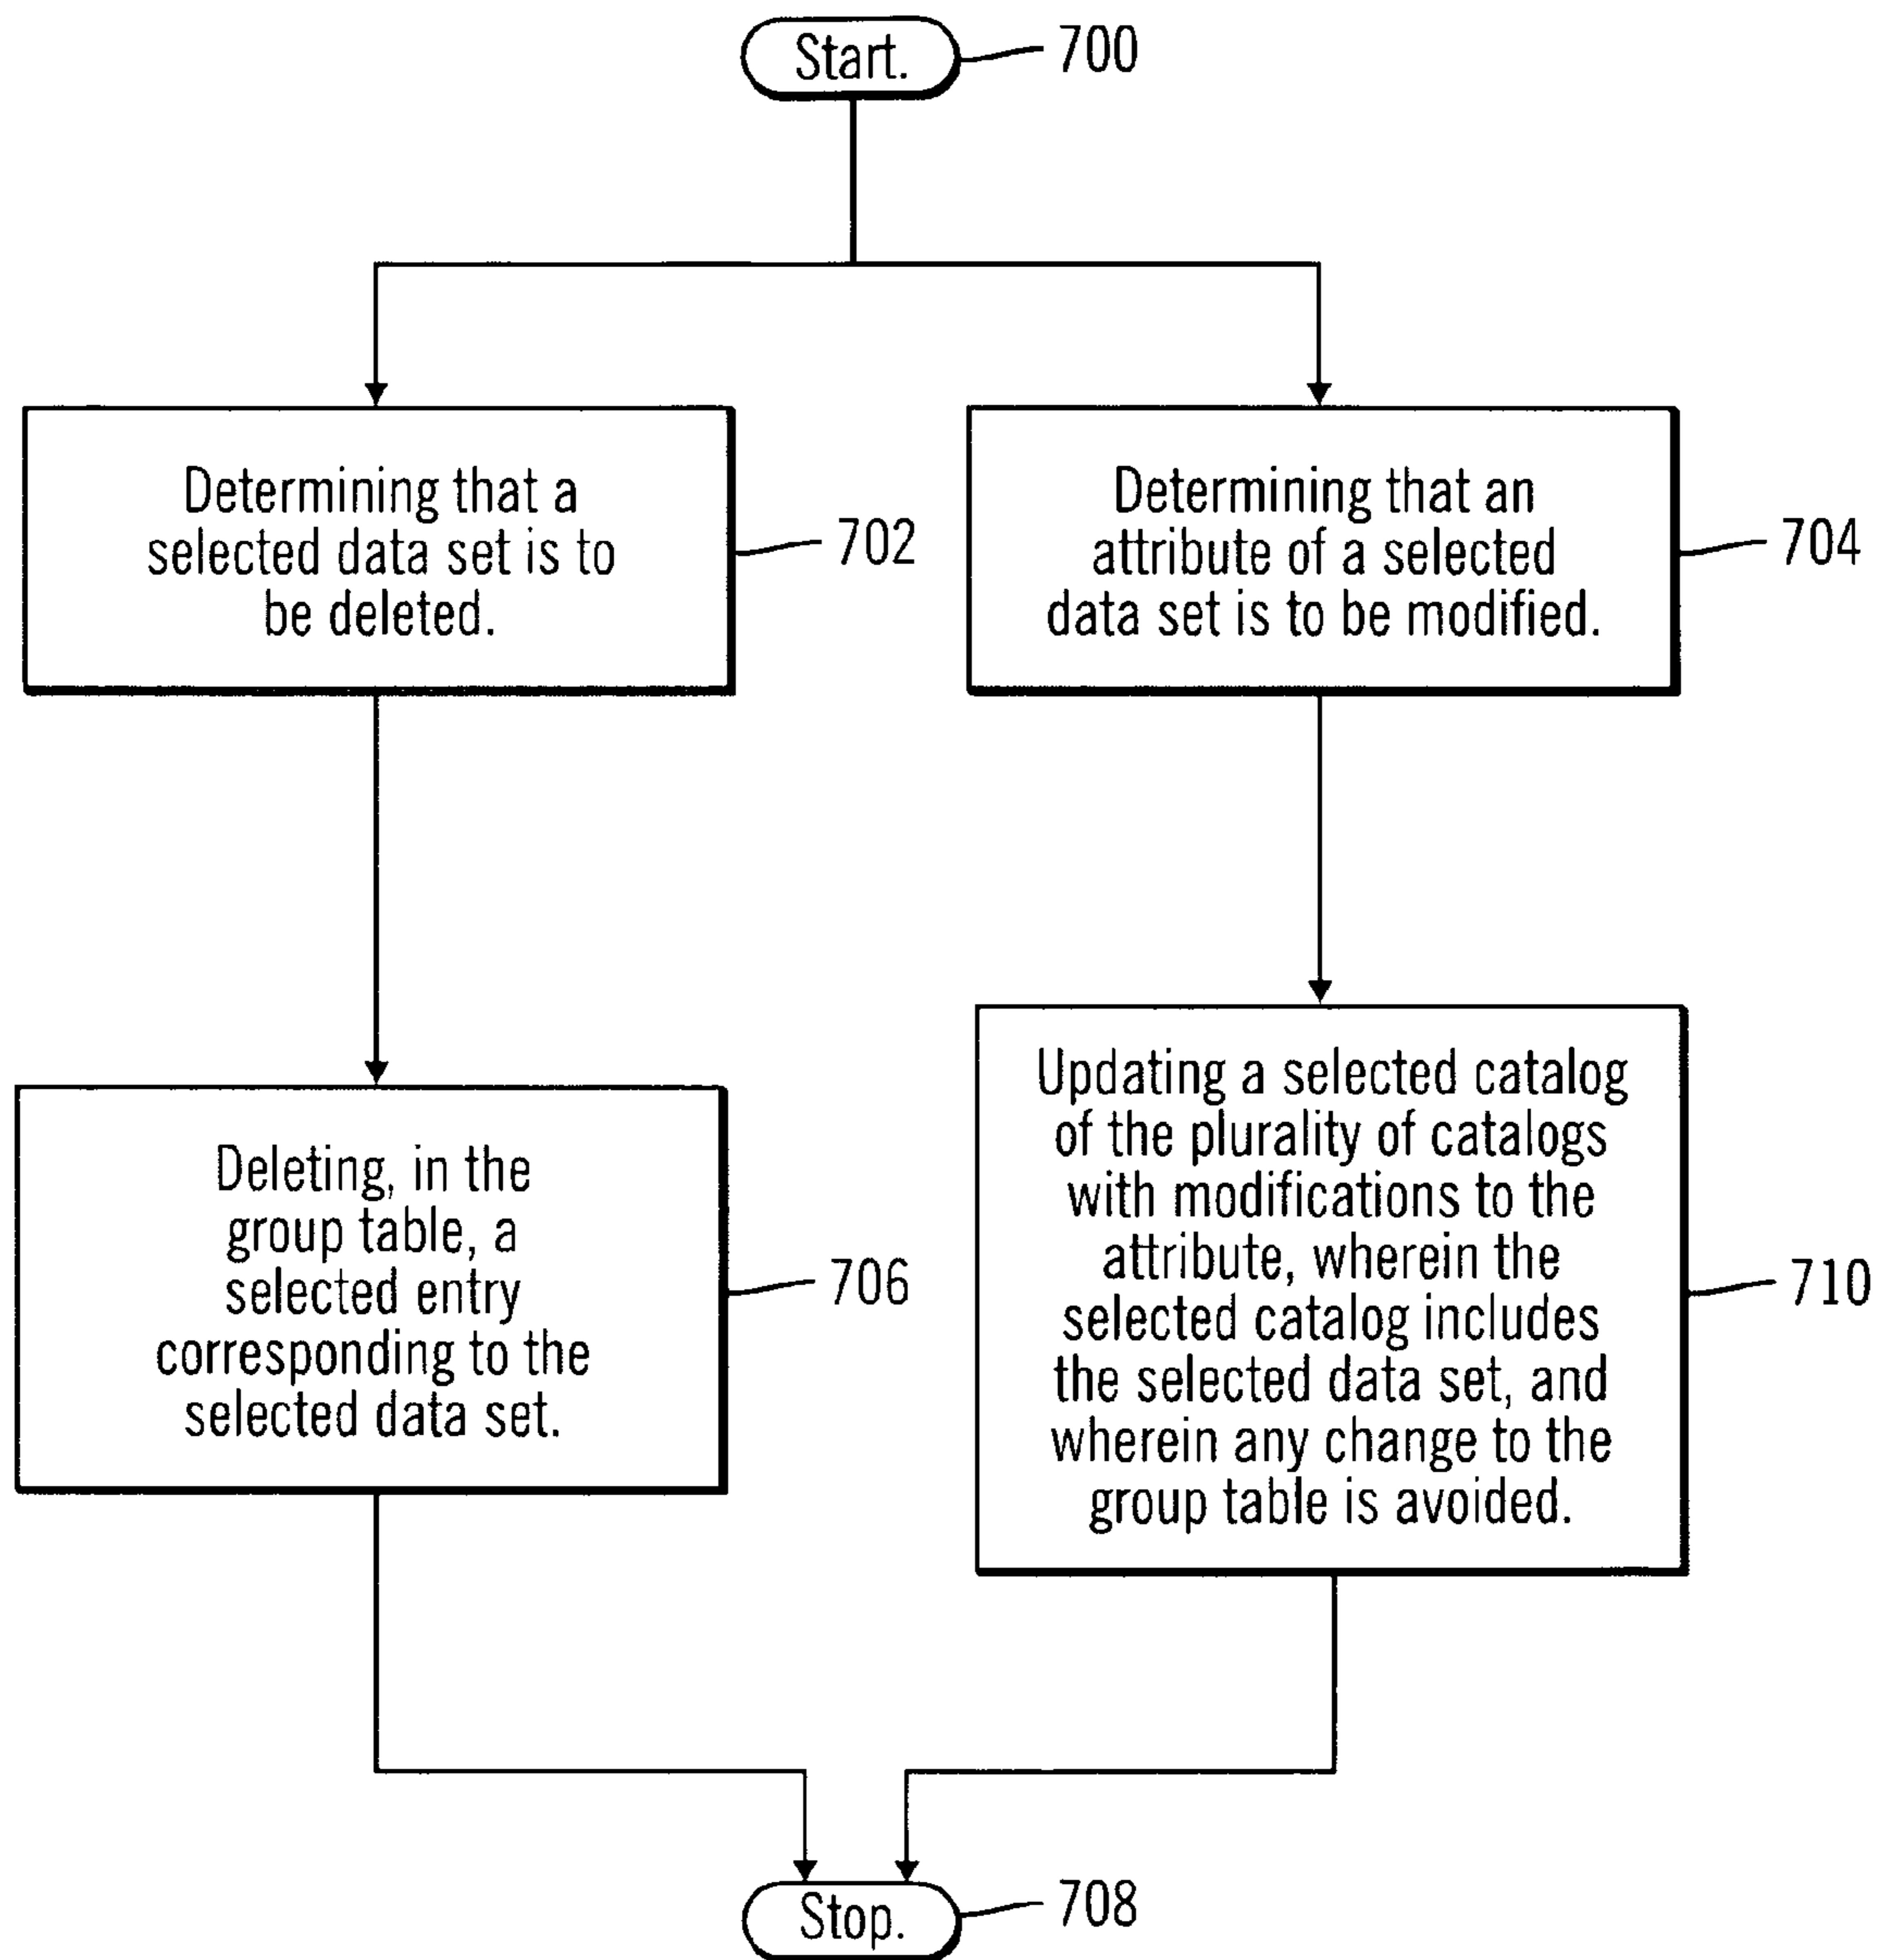 Start.
700
Determining that a
selected data set is to
be deleted.
702
Determining that an
attribute of a selected
data set is to be modified.
704
Deleting, in the
group table, a
selected entry
corresponding to the
selected data set.
706
Updating a selected catalog
of the plurality of catalogs
with modifications to the
attribute, wherein the
selected catalog includes
the selected data set, and
wherein any change to the
group table is avoided.
710
Stop.
708